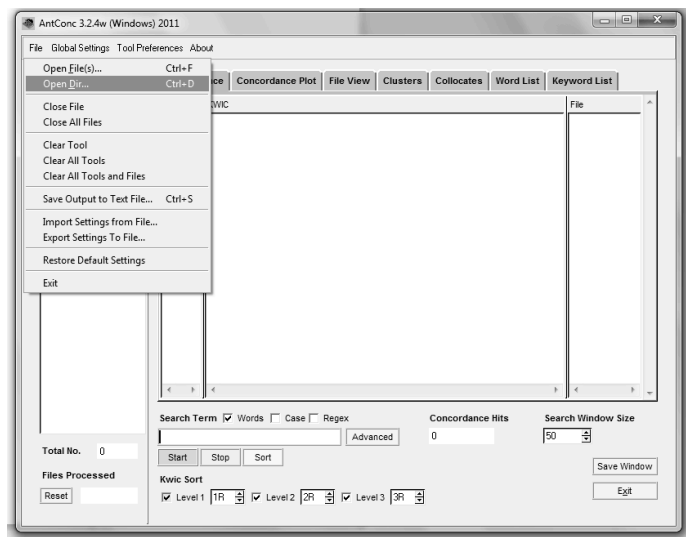 AntConc 3.2.4w (Windows) 2011
File Global Settings Tool Preferences About
Open File(s)... Ctrl+F
Open Dir... Ctrl+D
Close File
Close All Files
Clear Tool
Clear All Tools
Clear All Tools and Files
Save Output to Text File... Ctrl+S
Import Settings from File...
Export Settings To File...
Restore Default Settings
Exit
Concordance Plot File View Clusters Collocates Word List Keyword List
KWIC File
Search Term Words Case Regex Concordance Hits Search Window Size
Advanced 0 50
Total No. 0
Start Stop Sort
Files Processed
Save Window
Kwic Sort
Reset
Level 1 1R Level 2 2R Level 3 3R
Exit